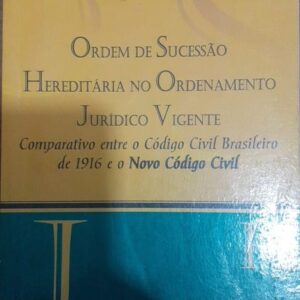 Ordem de Sucessão
Hereditária no Ordenamento
Jurídico Vigente
Comparativo entre o Código Civil Brasileiro
de 1916 e o Novo Código Civil